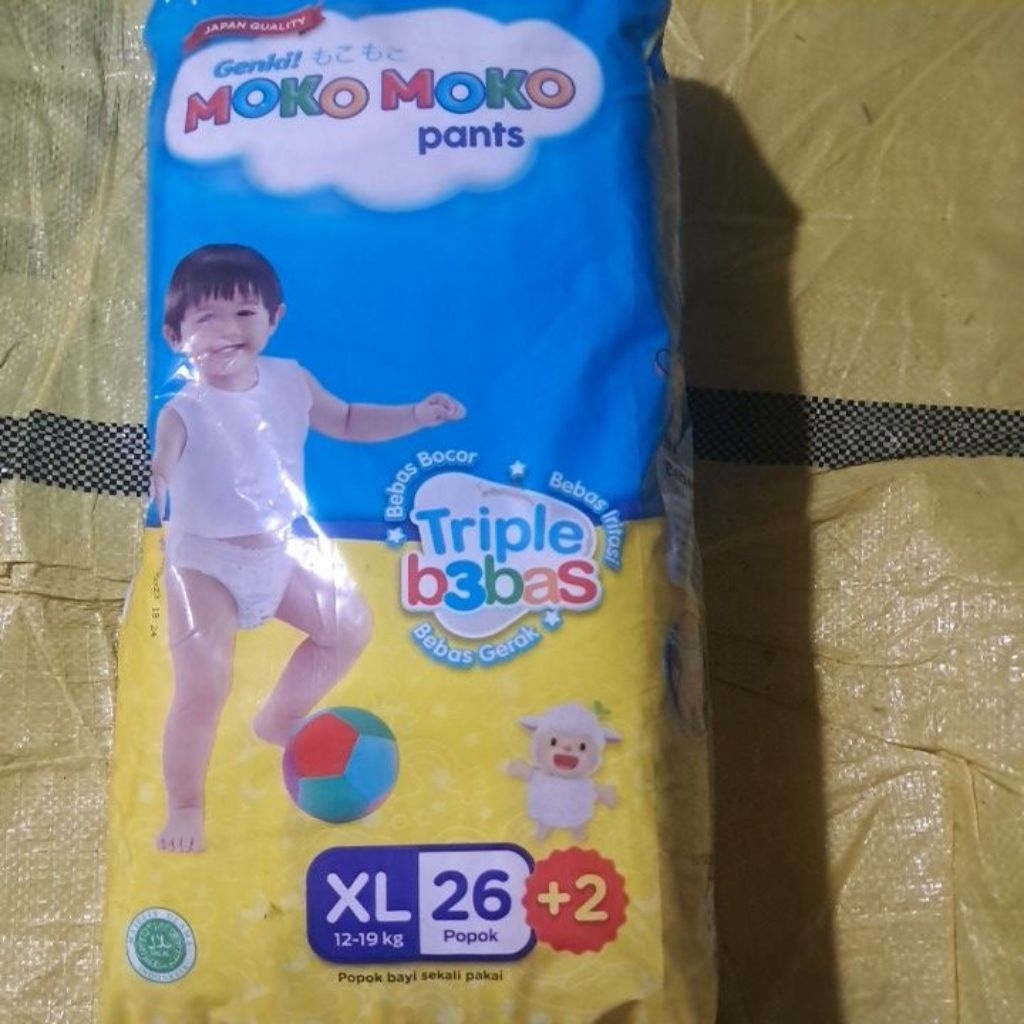 JAPAN QUALITY
Genki! もこもこ
MOKO MOKO
pants
Bebas Bocor
Bebas Iritasi
Triple
b3bas
Bebas Gerak
XL
12-19 kg
26
Popok
+2
Popok bayi sekali pakai